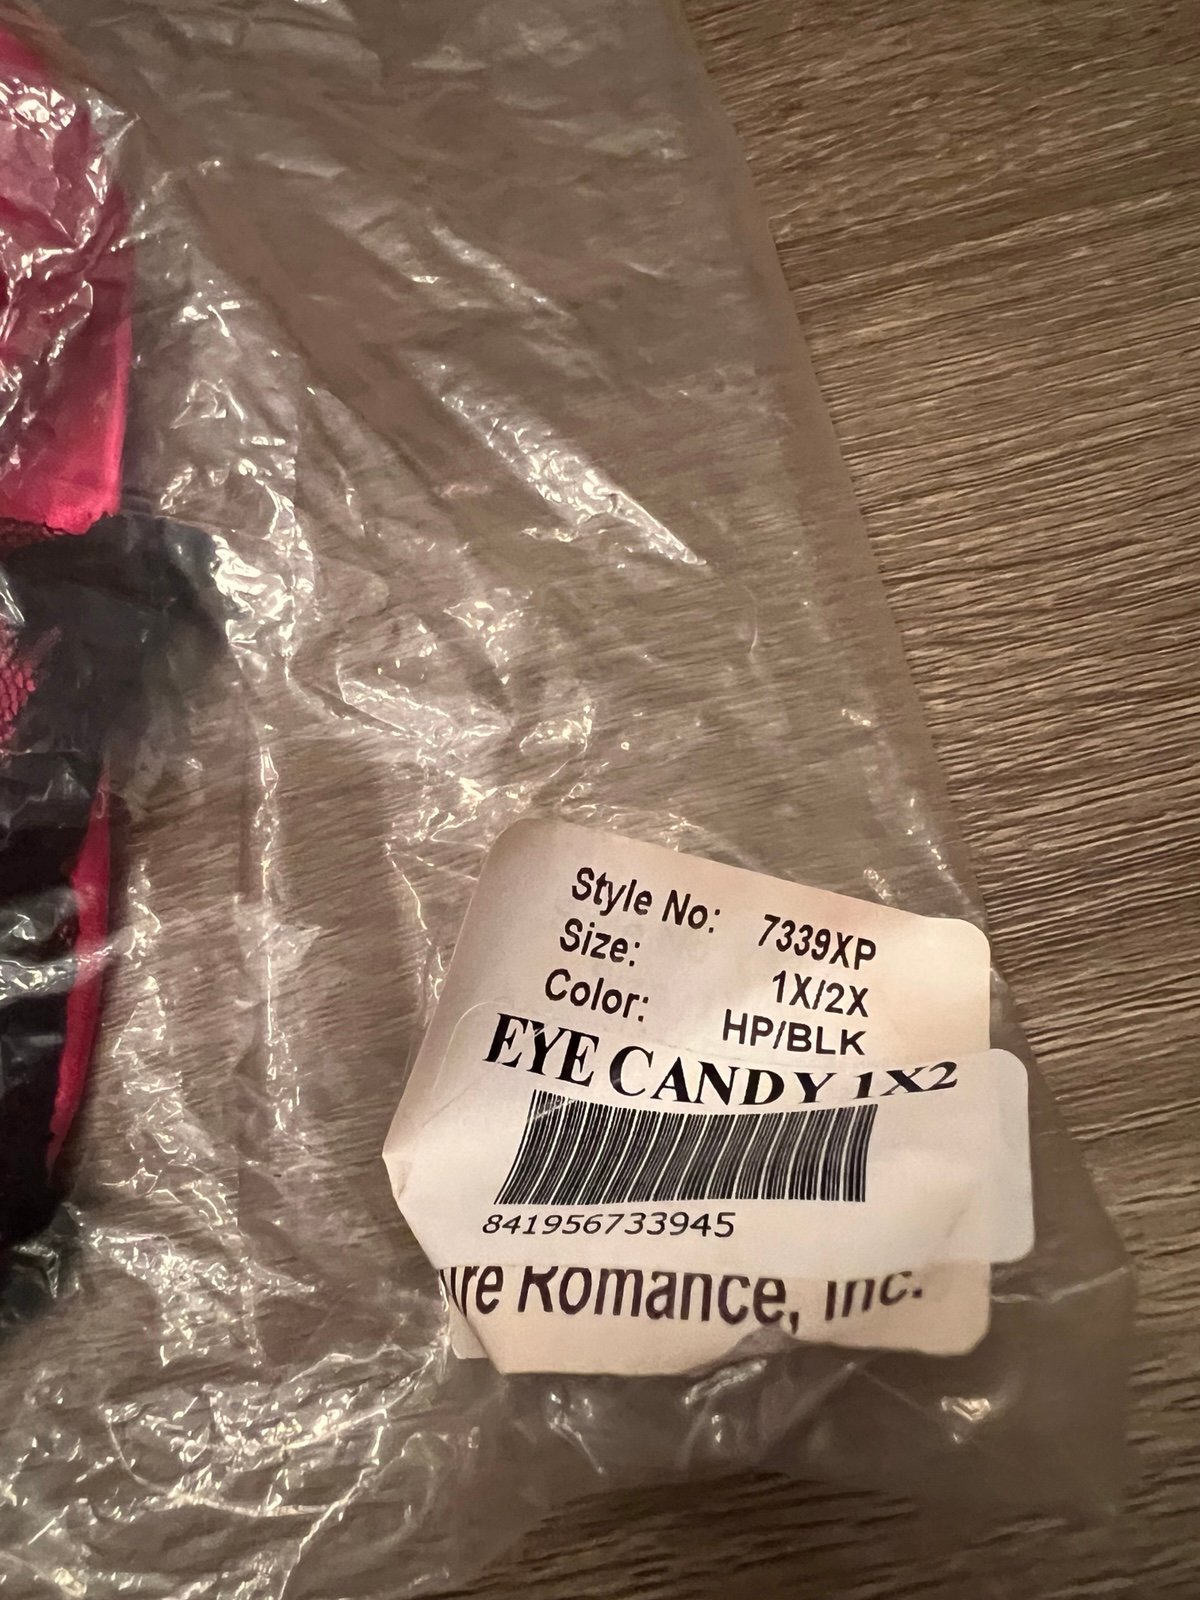 Style No: 7339XP
Size: 1X/2X
Color: HP/BLK
EYE CANDY 1X2
841956733945
Romance, Inc.